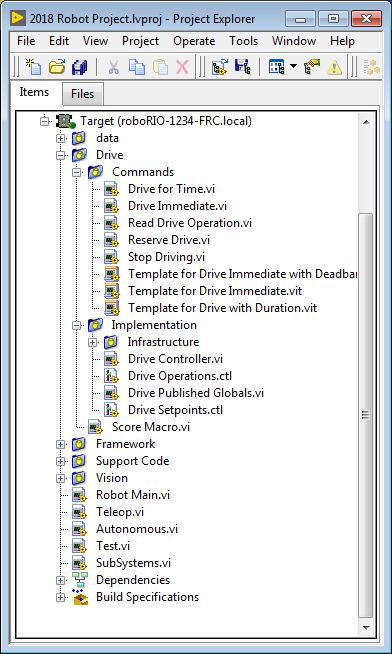 2018 Robot Project.lvproj - Project Explorer
File Edit View Project Operate Tools Window Help
Items Files
Target (roboRIO-1234-FRC.local)
data
Drive
Commands
Drive for Time.vi
Drive Immediate.vi
Read Drive Operation.vi
Reserve Drive.vi
Stop Driving.vi
Template for Drive Immediate with Deadba
Template for Drive Immediate.vit
Template for Drive with Duration.vit
Implementation
Infrastructure
Drive Controller.vi
Drive Operations.ctl
Drive Published Globals.vi
Drive Setpoints.ctl
Score Macro.vi
Framework
Support Code
Vision
Robot Main.vi
Teleop.vi
Autonomous.vi
Test.vi
SubSystems.vi
Dependencies
Build Specifications